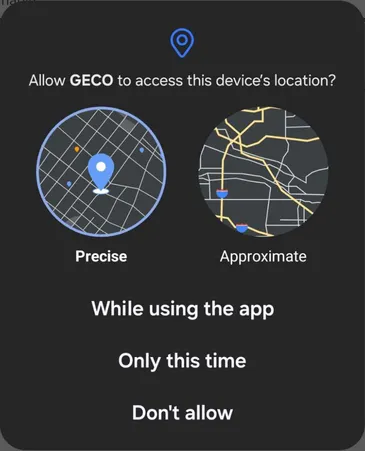 Allow GECO to access this device's location?
Precise
Approximate
While using the app
Only this time
Don't allow